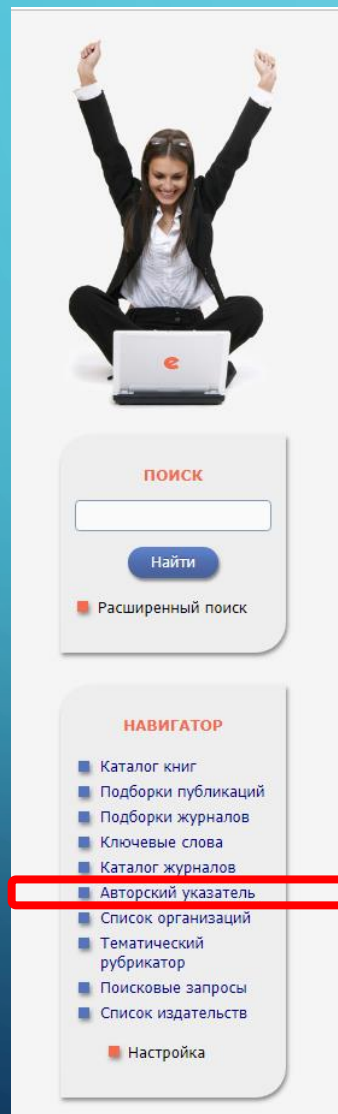 e
ПОИСК
Найти
Расширенный поиск
НАВИГАТОР
Каталог книг
Подборки публикаций
Подборки журналов
Ключевые слова
Каталог журналов
Авторский указатель
Список организаций
Тематический
рубрикатор
Поисковые запросы
Список издательств
Настройка